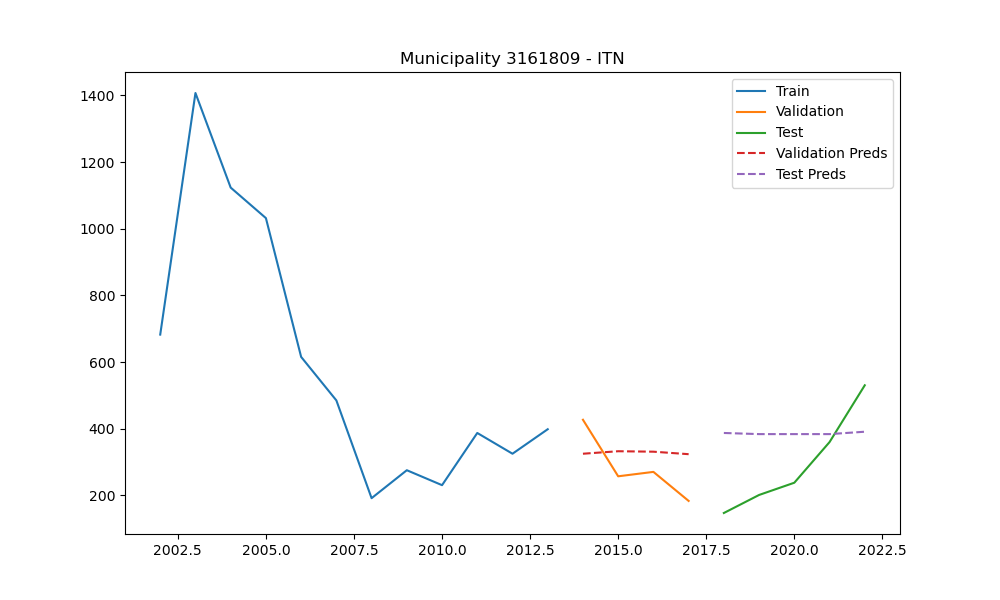 Municipality 3161809 - ITN
1400
1200
1000
800
600
400
200
2002.5 2005.0 2007.5 2010.0 2012.5 2015.0 2017.5 2020.0 2022.5
Train
Validation
Test
Validation Preds
Test Preds